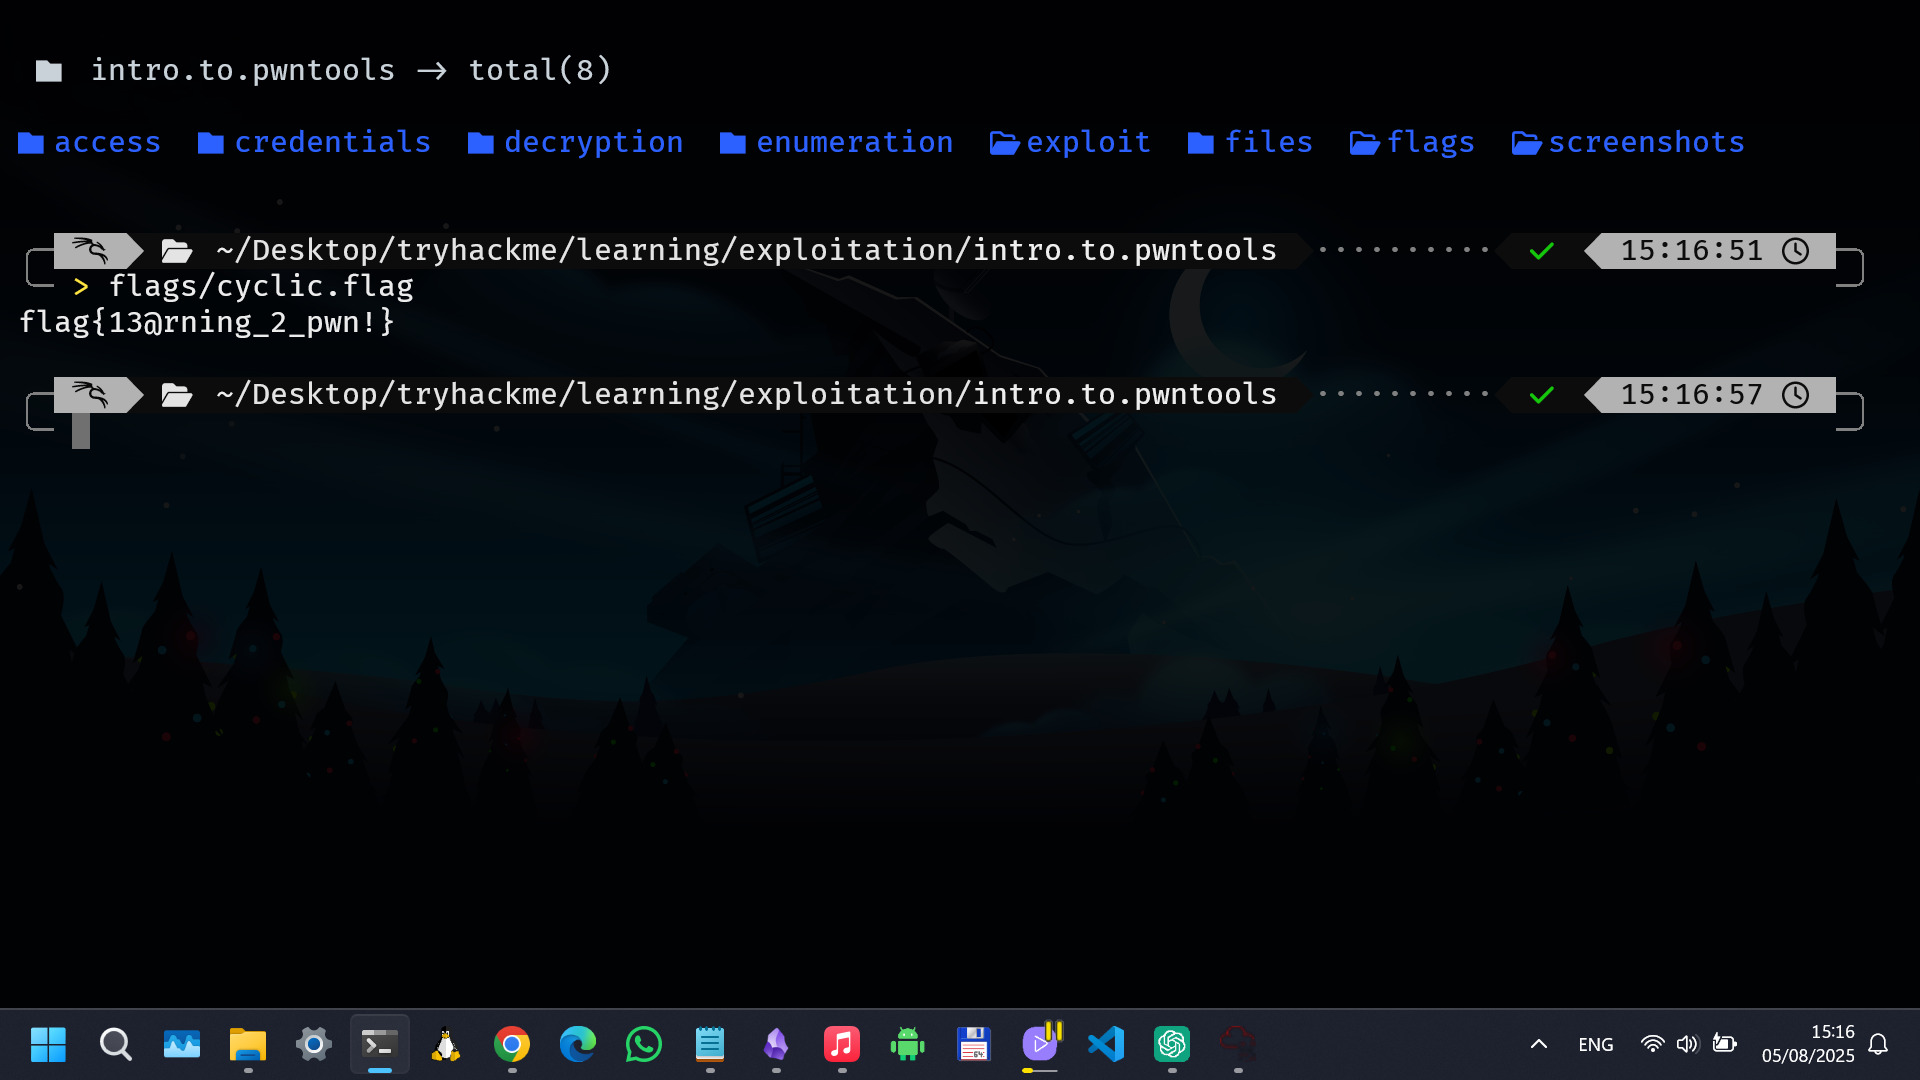 intro.to.pwntools → total(8)
access credentials decryption enumeration exploit files flags screenshots
~/Desktop/tryhackme/learning/exploitation/intro.to.pwntools 15:16:51
> flags/cyclic.flag
flag{13@rning_2_pwn!}
~/Desktop/tryhackme/learning/exploitation/intro.to.pwntools 15:16:57
64
ENG
15:16
05/08/2025